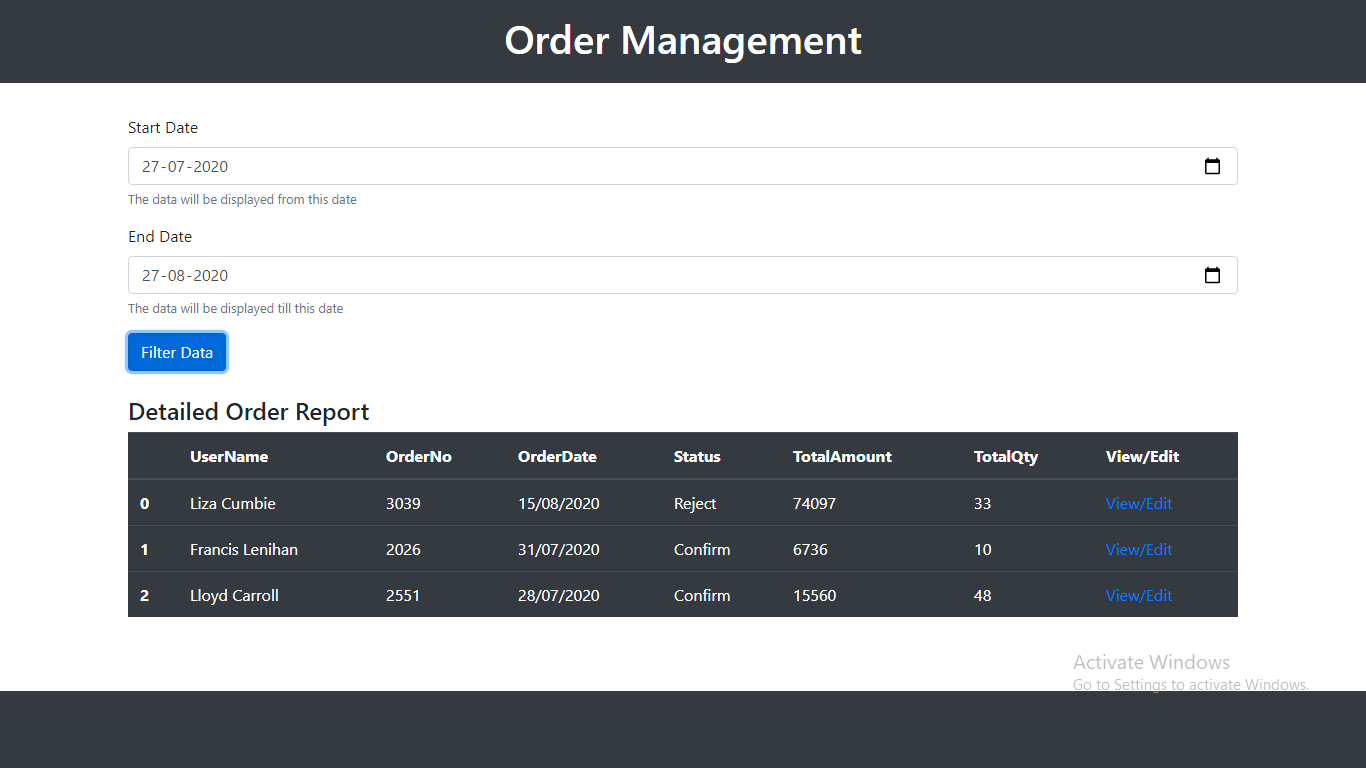 Order Management
Start Date
27-07-2020
The data will be displayed from this date
End Date
27-08-2020
The data will be displayed till this date
Filter Data
Detailed Order Report
UserName OrderNo OrderDate Status TotalAmount TotalQty View/Edit
0 Liza Cumbie 3039 15/08/2020 Reject 74097 33 View/Edit
1 Francis Lenihan 2026 31/07/2020 Confirm 6736 10 View/Edit
2 Lloyd Carroll 2551 28/07/2020 Confirm 15560 48 View/Edit
Activate Windows
Go to Settings to activate Windows.